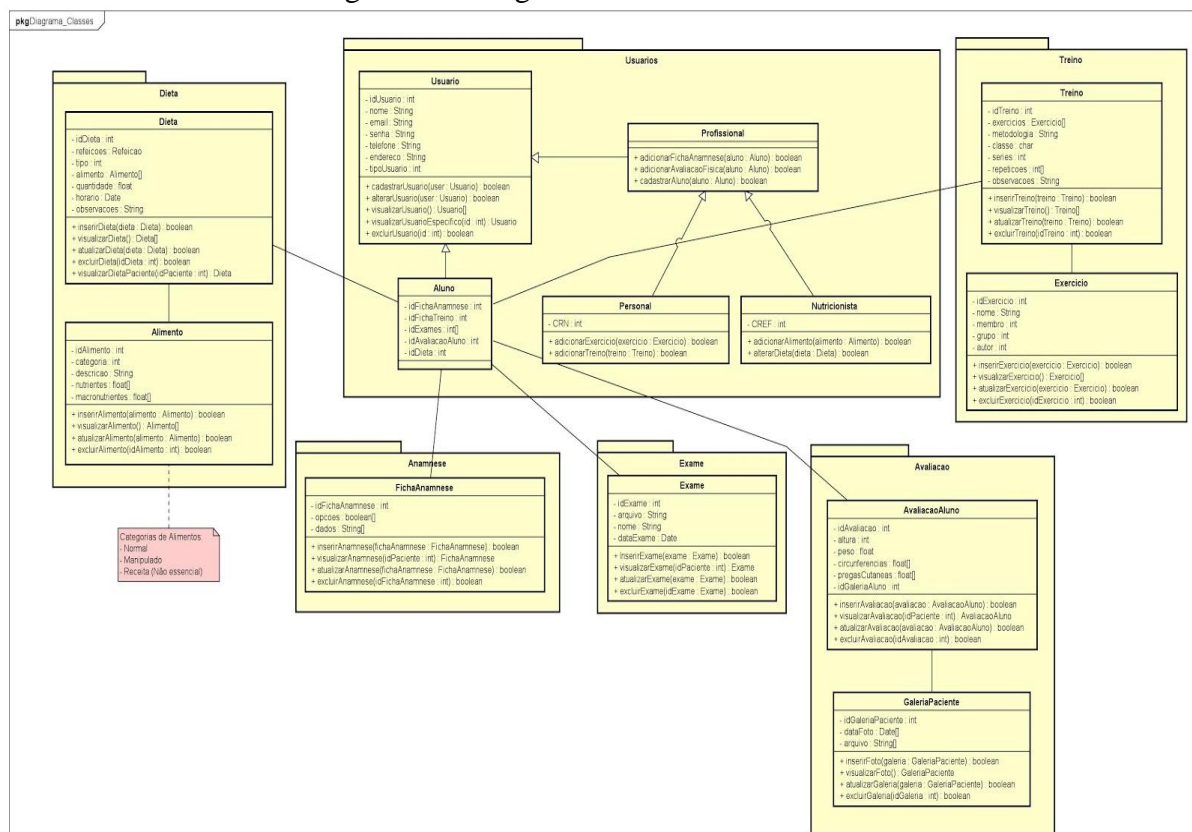 pkgDiagrama_Classes
Dieta
Dieta
- idDieta : int
- refeicoes : Refeicao
- tipo : int
- alimento : Alimento[]
- quantidade : float
- horario : Date
- observacoes : String
+ inserirDieta(dieta : Dieta) : boolean
+ visualizarDieta() : Dieta[]
+ atualizarDieta(dieta : Dieta) : boolean
+ excluirDieta(idDieta : int) : boolean
+ visualizarDietaPaciente(idPaciente : int) : Dieta
Alimento
- idAlimento : int
- categoria : int
- descricao : String
- nutrientes : float[]
- macronutrientes : float[]
+ inserirAlimento(alimento : Alimento) : boolean
+ visualizarAlimento() : Alimento[]
+ atualizarAlimento(alimento : Alimento) : boolean
+ excluirAlimento(idAlimento : int) : boolean
Categorias de Alimentos
- Normal
- Manipulado
- Receita (Não essencial)
Usuarios
Usuario
- idUsuario : int
- nome : String
- email : String
- senha : String
- telefone : String
- endereco : String
- tipoUsuario : int
+ cadastrarUsuario(user : Usuario) : boolean
+ alterarUsuario(user : Usuario) : boolean
+ visualizarUsuario() : Usuario[]
+ visualizarUsuarioEspecifico(id : int) : Usuario
+ excluirUsuario(id : int) : boolean
Profissional
+ adicionarFichaAnamnese(aluno : Aluno) : boolean
+ adicionarAvaliacaoFisica(aluno : Aluno) : boolean
+ cadastrarAluno(aluno : Aluno) : boolean
Aluno
- idFichaAnamnese : int
- idFichaTreino : int
- idExames : int[]
- idAvaliacaoAluno : int
- idDieta : int
Personal
- CRN : int
+ adicionarExercicio(exercicio : Exercicio) : boolean
+ adicionarTreino(treino : Treino) : boolean
Nutricionista
- CREF : int
+ adicionarAlimento(alimento : Alimento) : boolean
+ alterarDieta(dieta : Dieta) : boolean
Treino
Treino
- idTreino : int
- exercicios : Exercicio[]
- metodologia : String
- classe : char
- series : int
- repeticoes : int[]
- observacoes : String
+ inserirTreino(treino : Treino) : boolean
+ visualizarTreino() : Treino[]
+ atualizarTreino(treino : Treino) : boolean
+ excluirTreino(idTreino : int) : boolean
Exercicio
- idExercicio : int
- nome : String
- membro : int
- grupo : int
- autor : int
+ inserirExercicio(exercicio : Exercicio) : boolean
+ visualizarExercicio() : Exercicio[]
+ atualizarExercicio(exercicio : Exercicio) : boolean
+ excluirExercicio(idExercicio : int) : boolean
Anamnese
FichaAnamnese
- idFichaAnamnese : int
- opcoes : boolean[]
- dados : String[]
+ inserirAnamnese(fichaAnamnese : FichaAnamnese) : boolean
+ visualizarAnamnese(idPaciente : int) : FichaAnamnese
+ atualizarAnamnese(fichaAnamnese : FichaAnamnese) : boolean
+ excluirAnamnese(idFichaAnamnese : int) : boolean
Exame
Exame
- idExame : int
- arquivo : String
- nome : String
- dataExame : Date
+ InserirExame(exame : Exame) : boolean
+ visualizarExame(idPaciente : int) : Exame
+ atualizarExame(exame : Exame) : boolean
+ excluirExame(idExame : Exame) : boolean
Avaliacao
AvaliacaoAluno
- idAvaliacao : int
- altura : int
- peso : float
- circunferencias : float[]
- pregasCutaneas : float[]
- idGaleriaAluno : int
+ inserirAvaliacao(avaliacao : AvaliacaoAluno) : boolean
+ visualizarAvaliacao(idPaciente : int) : AvaliacaoAluno
+ atualizarAvaliacao(avaliacao : AvaliacaoAluno) : boolean
+ excluirAvaliacao(idAvaliacao : int) : boolean
GaleriaPaciente
- idGaleriaPaciente : int
- dataFoto : Date[]
- arquivo : String[]
+ inserirFoto(galeria : GaleriaPaciente) : boolean
+ visualizarFoto() : GaleriaPaciente
+ atualizarGaleria(galeria : GaleriaPaciente) : boolean
+ excluirGaleria(idGaleria : int) : boolean